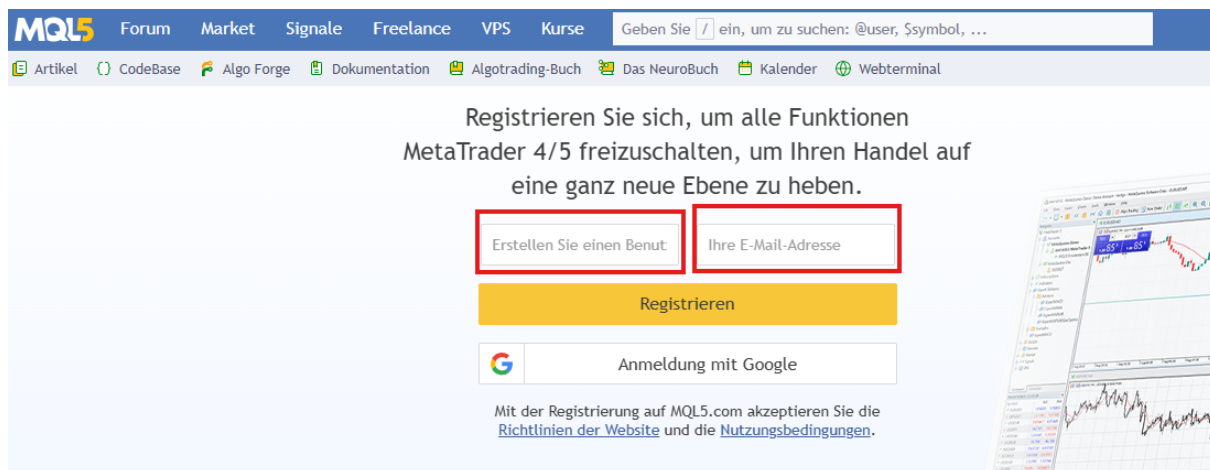 MQL5 Forum Market Signale Freelance VPS Kurse Geben Sie / ein, um zu suchen: @user, $symbol, ...
Artikel CodeBase Algo Forge Dokumentation Algotrading-Buch Das NeuroBuch Kalender Webterminal
Registrieren Sie sich, um alle Funktionen
MetaTrader 4/5 freizuschalten, um Ihren Handel auf
eine ganz neue Ebene zu heben.
Erstellen Sie einen Benut Ihre E-Mail-Adresse
Registrieren
Anmeldung mit Google
Mit der Registrierung auf MQL5.com akzeptieren Sie die
Richtlinien der Website und die Nutzungsbedingungen.